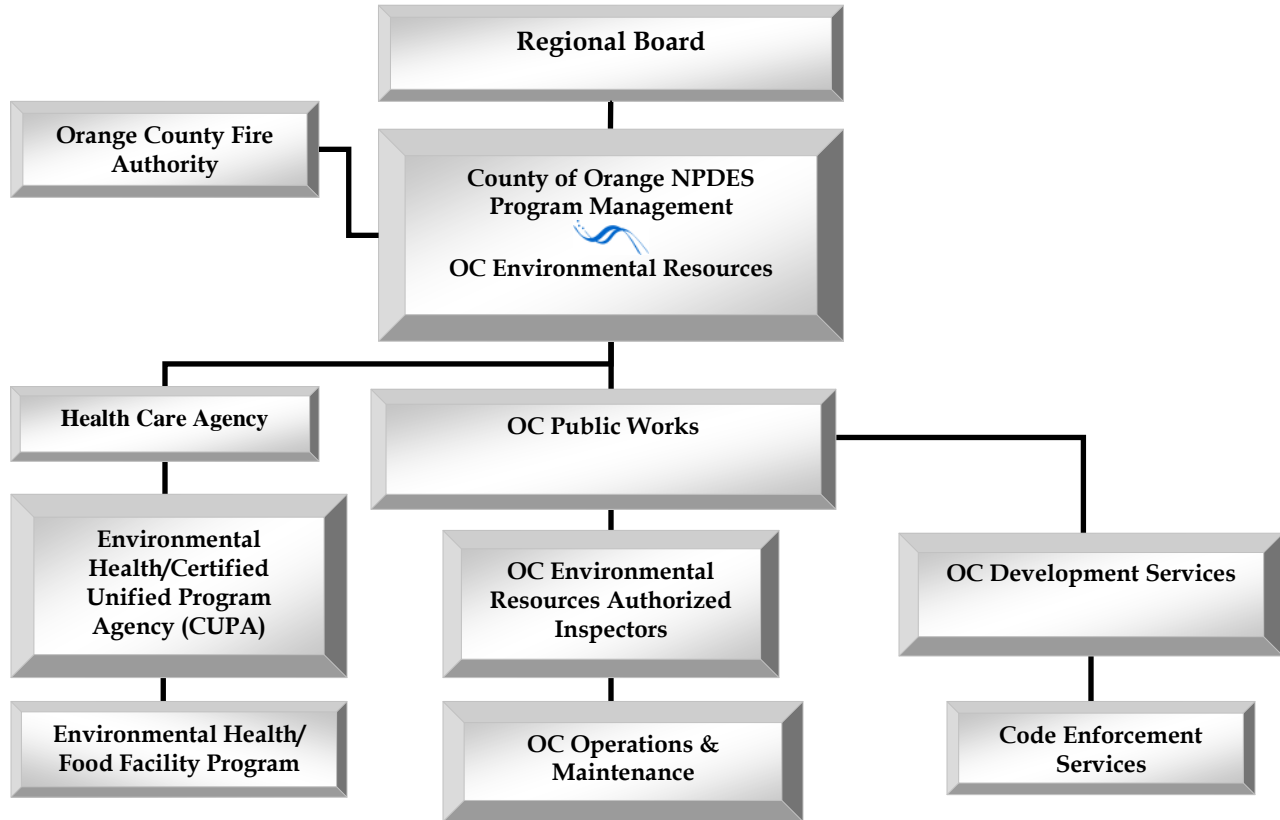 Regional Board
Orange County Fire
Authority
County of Orange NPDES
Program Management
OC Environmental Resources
Health Care Agency
OC Public Works
Environmental
Health/Certified
Unified Program
Agency (CUPA)
OC Environmental
Resources Authorized
Inspectors
OC Development Services
Environmental Health/
Food Facility Program
OC Operations &
Maintenance
Code Enforcement
Services